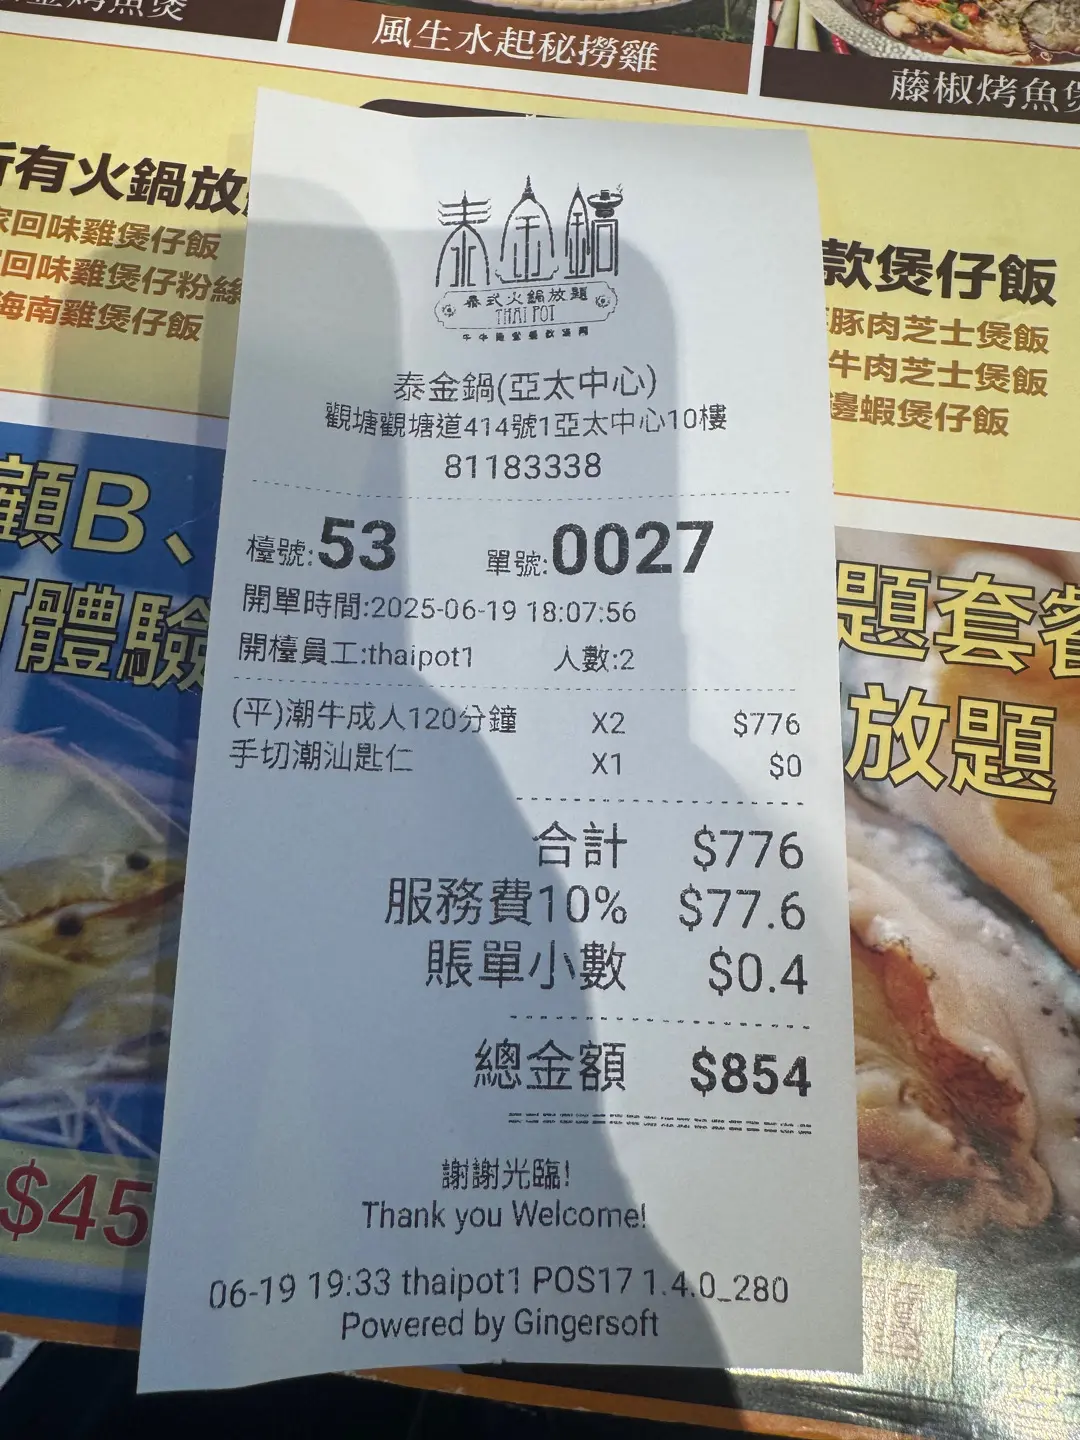 風生水起秘撈雞
藤椒烤魚煲
有火鍋放
回味雞煲仔飯
回味雞煲仔粉絲
海南雞煲仔飯
款煲仔飯
豚肉芝士煲飯
牛肉芝士煲飯
邊蝦煲仔飯
顧B、
體驗
題套餐
放題
$45
泰金鍋
泰式火鍋放題
THAI POT
泰金鍋(亞太中心)
觀塘觀塘道414號1亞太中心10樓
81183338
檯號:53 單號:0027
開單時間:2025-06-19 18:07:56
開檯員工:thaipot1 人數:2
(平)潮牛成人120分鐘 X2 $776
手切潮汕匙仁 X1 $0
合計 $776
服務費10% $77.6
賬單小數 $0.4
總金額 $854
謝謝光臨!
Thank you Welcome!
06-19 19:33 thaipot1 POS17 1.4.0_280
Powered by Gingersoft